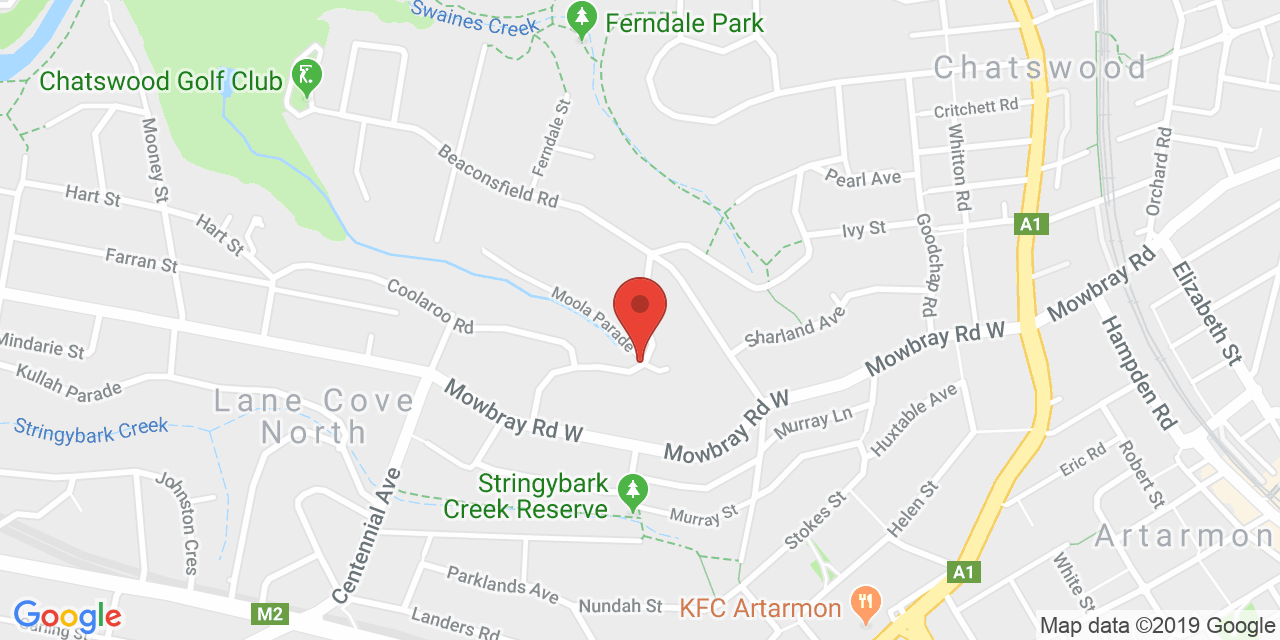 Swaines Creek
Ferndale Park
Chatswood
Chatswood Golf Club
Critchett Rd
Mooney St
Ferndale St
Whitton Rd
Orchard Rd
Beaconsfield Rd
Pearl Ave
Hart St
Hart St
Ivy St
A1
Goodchap Rd
Farran St
Mowbray Rd
Elizabeth St
Coolaroo Rd
Moola Parade
Sharland Ave
Mowbray Rd W
Hampden Rd
Mindarie St
Kullah Parade
Lane Cove
North
Mowbray Rd W
Mowbray Rd W
Murray Ln
Huxtable Ave
Stringybark Creek
Eric Rd
Robert St
Stringybark
Creek Reserve
Johnston Cres
Centennial Ave
Murray St
Stokes St
Helen St
Artarmon
A1
White St
Parklands Ave
Nundah St
KFC Artarmon
M2
Landers Rd
Google
Map data ©2019 Google